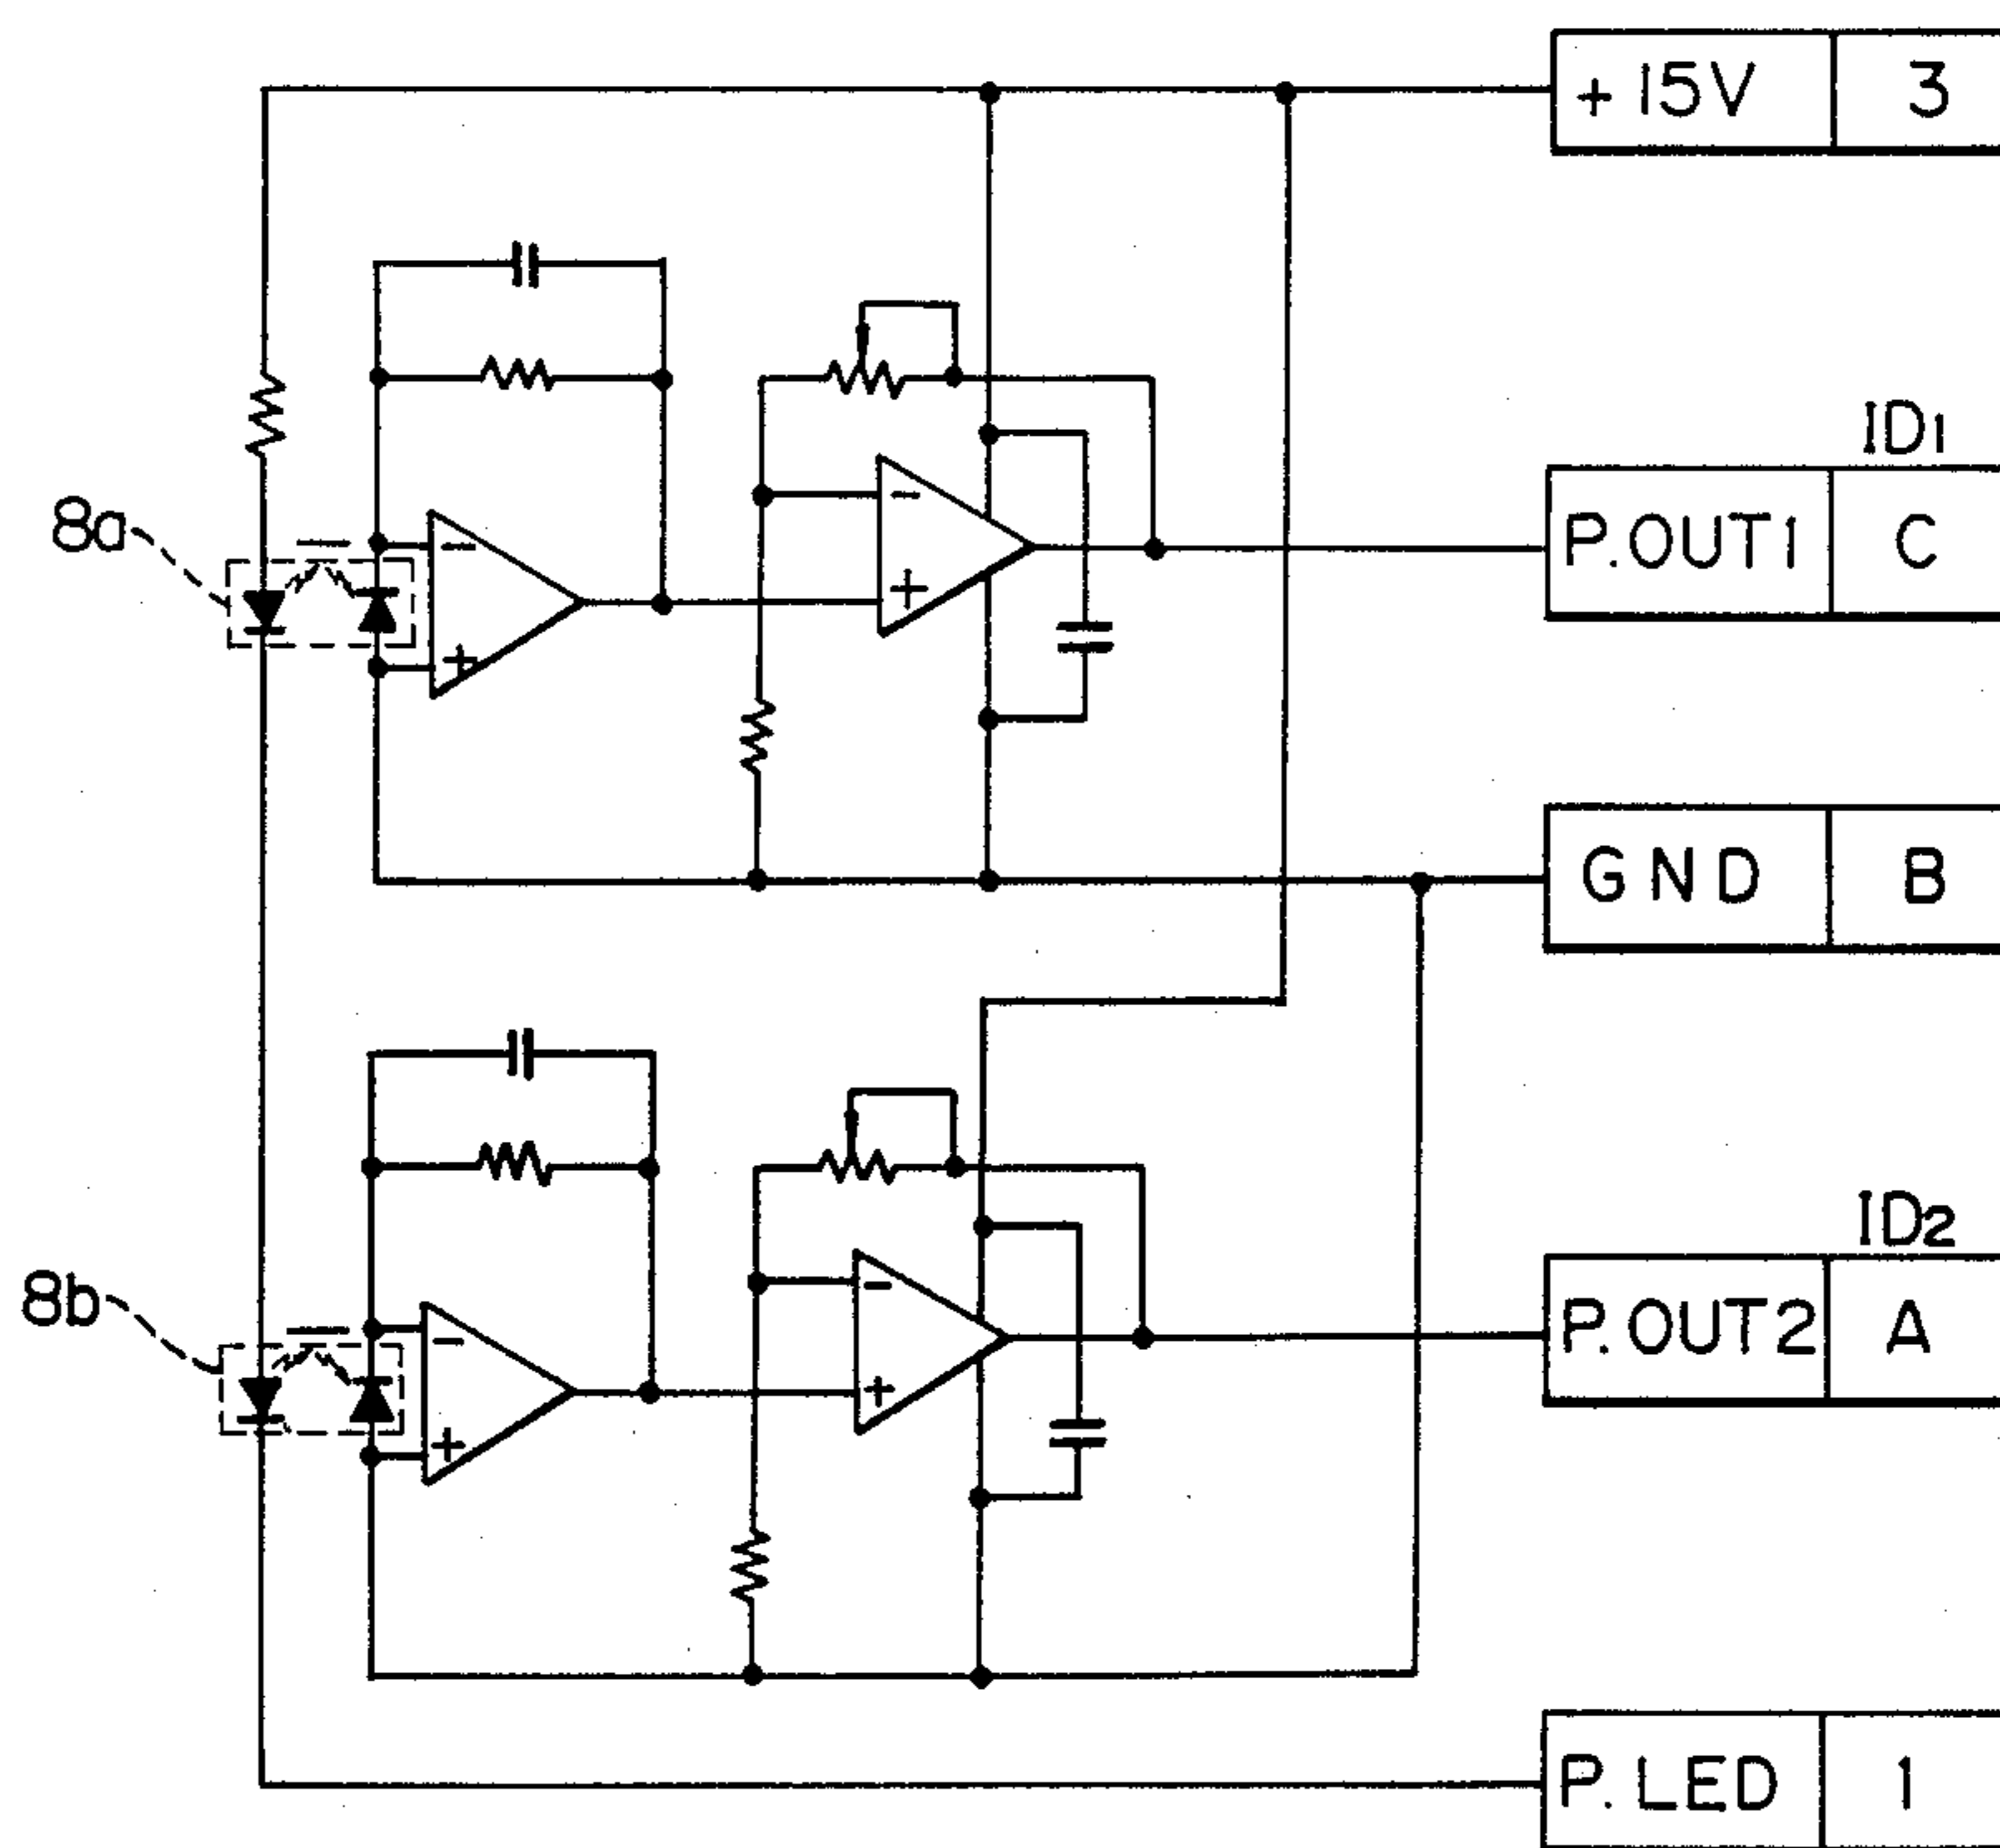 +15V 3
ID1
8a
P.OUT1 C
GND B
ID2
8b
P.OUT2 A
P.LED 1